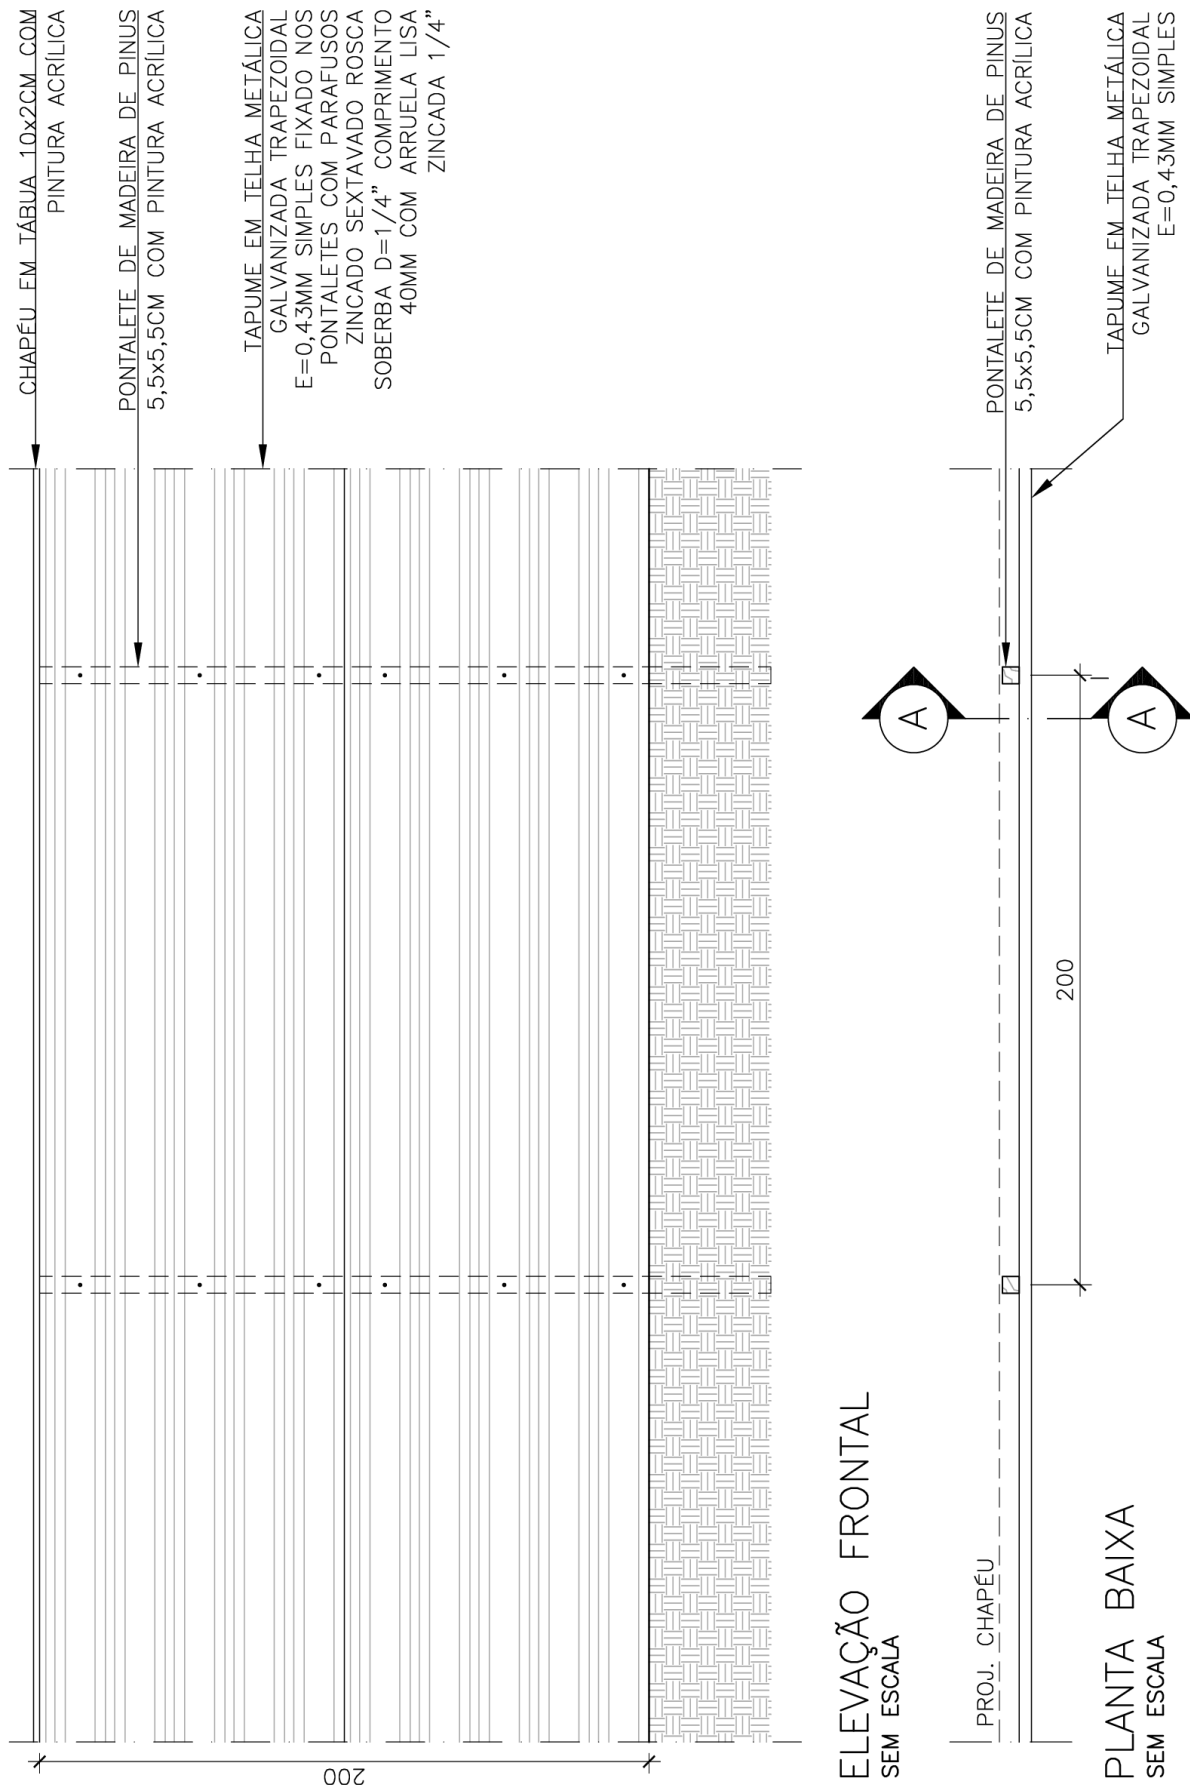 CHAPÉU EM TÁBUA 10x2CM COM
PINTURA ACRÍLICA
PONTALETE DE MADEIRA DE PINUS
5,5x5,5CM COM PINTURA ACRÍLICA
TAPUME EM TELHA METÁLICA
GALVANIZADA TRAPEZOIDAL
E=0,43MM SIMPLES FIXADO NOS
PONTALETES COM PARAFUSOS
ZINCADO SEXTAVADO ROSCA
SOBERBA D=1/4” COMPRIMENTO
40MM COM ARRUELA LISA
ZINCADA 1/4”
200
ELEVAÇÃO FRONTAL
SEM ESCALA
PONTALETE DE MADEIRA DE PINUS
5,5x5,5CM COM PINTURA ACRÍLICA
TAPUME EM TELHA METÁLICA
GALVANIZADA TRAPEZOIDAL
E=0,43MM SIMPLES
A
A
200
PROJ. CHAPÉU
PLANTA BAIXA
SEM ESCALA